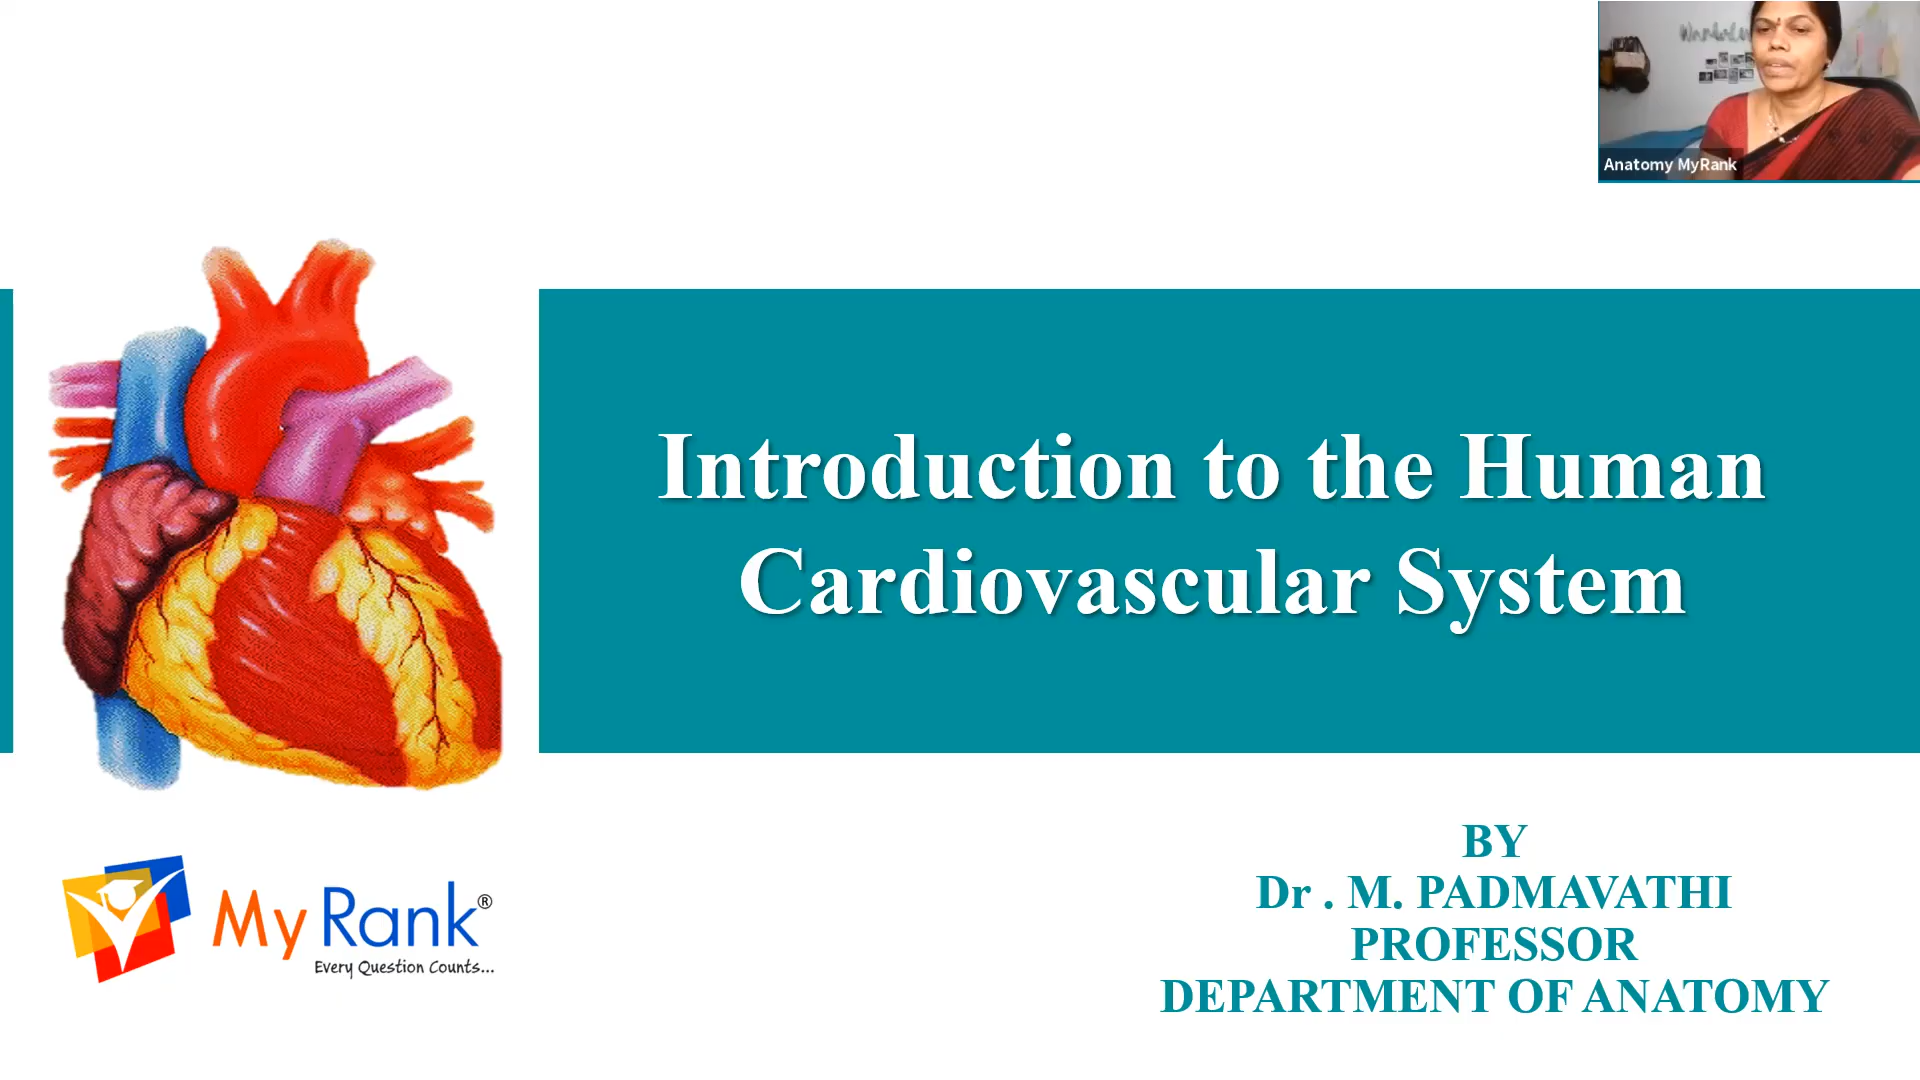 Anatomy MyRank
Introduction to the Human
Cardiovascular System
BY
Dr . M. PADMAVATHI
PROFESSOR
DEPARTMENT OF ANATOMY
My Rank®
Every Question Counts...